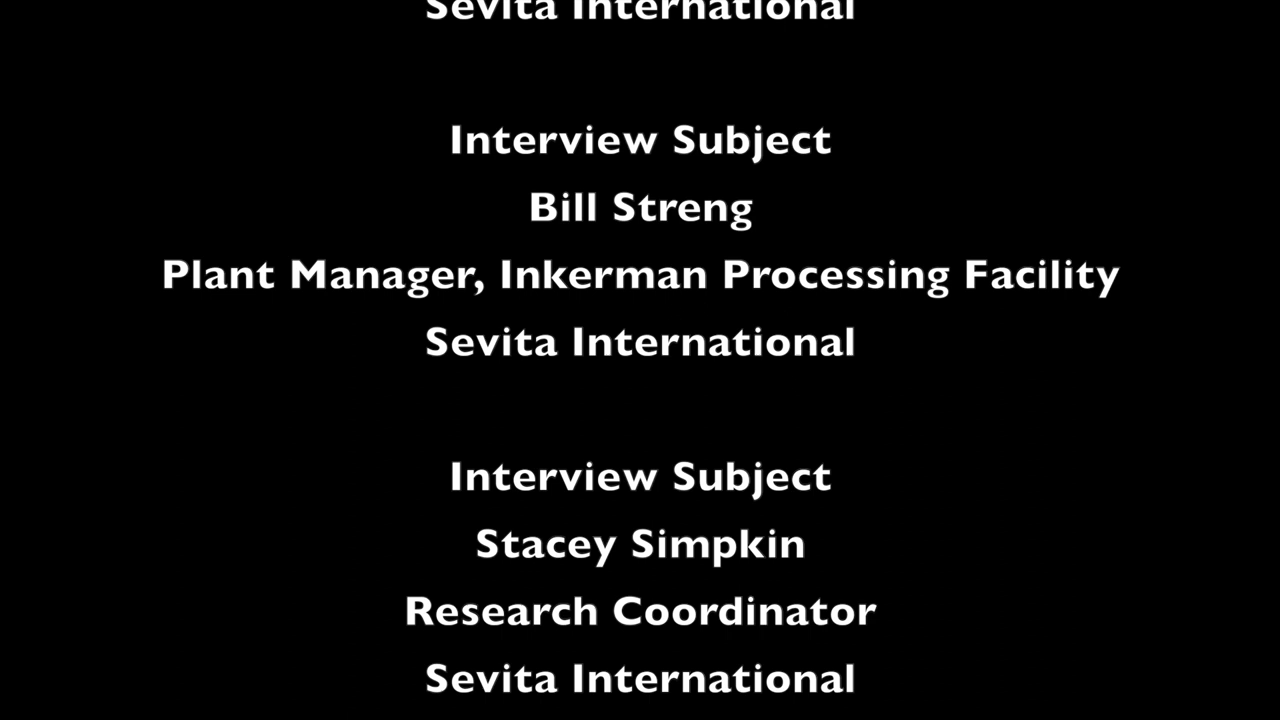 Sevita International
Interview Subject
Bill Streng
Plant Manager, Inkerman Processing Facility
Sevita International
Interview Subject
Stacey Simpkin
Research Coordinator
Sevita International